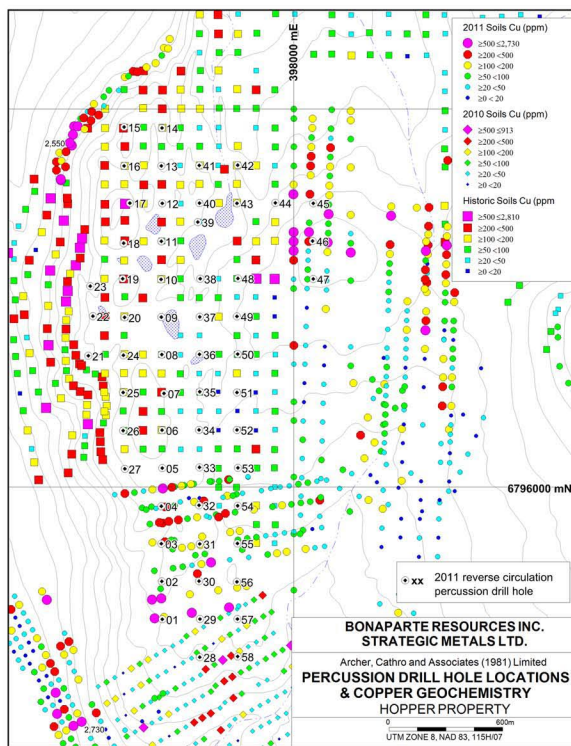 398000 mE
2011 Soils Cu (ppm)
≥500 ≤2,730
≥200 <500
≥100 <200
≥50 <100
≥20 <50
≥0 <20
2010 Soils Cu (ppm)
≥500 ≤913
≥200 <500
≥100 <200
≥50 <100
≥20 <50
≥0 <20
Historic Soils Cu (ppm
≥500 ≤2,810
≥200 <500
≥100 <200
≥50 <100
≥20 <50
≥0 <20
2.550
15 14
16 13 41 42
17 12 40 43 44 45
39
18 11 46
19 10 38 48 47
23
22 20 09 37 49
21 24 08 36 50
25 07 35 51
26 06 34 52
27 05 33 53
6796000 mN
04 32 54
03 31 55
02 30 56
01 29 57
28 58
2.730
xx 2011 reverse circulation
percussion drill hole
BONAPARTE RESOURCES INC.
STRATEGIC METALS LTD.
Archer, Cathro and Associates (1981) Limited
PERCUSSION DRILL HOLE LOCATIONS
& COPPER GEOCHEMISTRY
HOPPER PROPERTY
0 600m
UTM ZONE 8, NAD 83, 115H/07